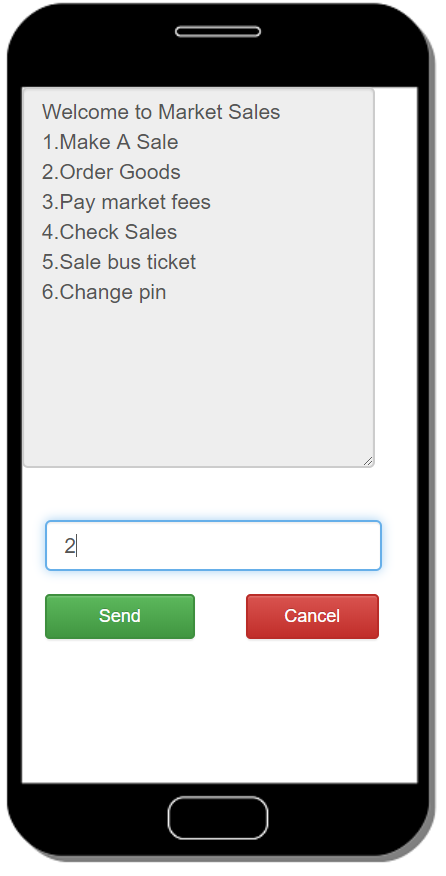 Welcome to Market Sales
1.Make A Sale
2.Order Goods
3.Pay market fees
4.Check Sales
5.Sale bus ticket
6.Change pin
2
Send Cancel